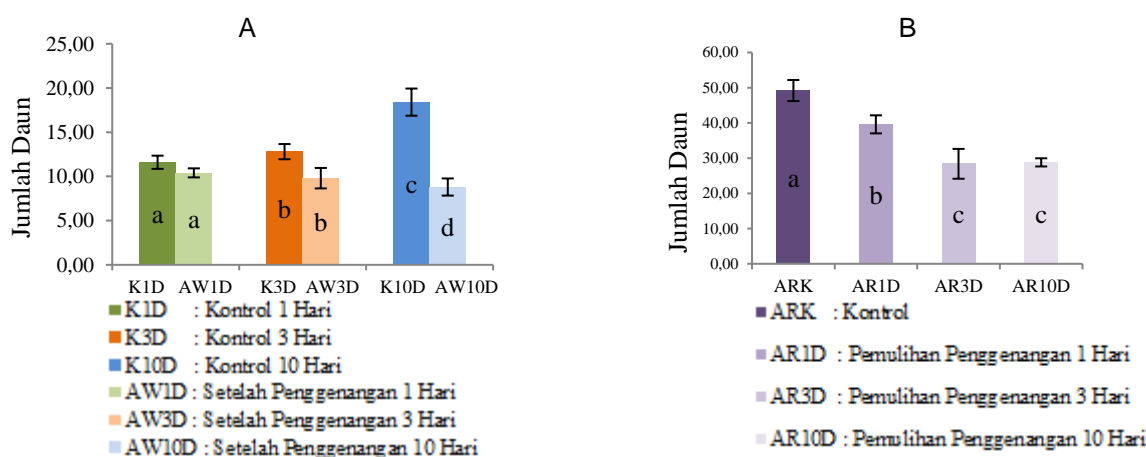 A
Jumlah Daun
25,00
20,00
15,00
10,00
5,00
0,00
a
a
b
b
c
d
K1D AW1D K3D AW3D K10D AW10D
K1D : Kontrol 1 Hari
K3D : Kontrol 3 Hari
K10D : Kontrol 10 Hari
AW1D : Setelah Penggenangan 1 Hari
AW3D : Setelah Penggenangan 3 Hari
AW10D : Setelah Penggenangan 10 Hari
B
Jumlah Daun
60,00
50,00
40,00
30,00
20,00
10,00
0,00
a
b
c
c
ARK AR1D AR3D AR10D
ARK : Kontrol
AR1D : Pemulihan Penggenangan 1 Hari
AR3D : Pemulihan Penggenangan 3 Hari
AR10D : Pemulihan Penggenangan 10 Hari